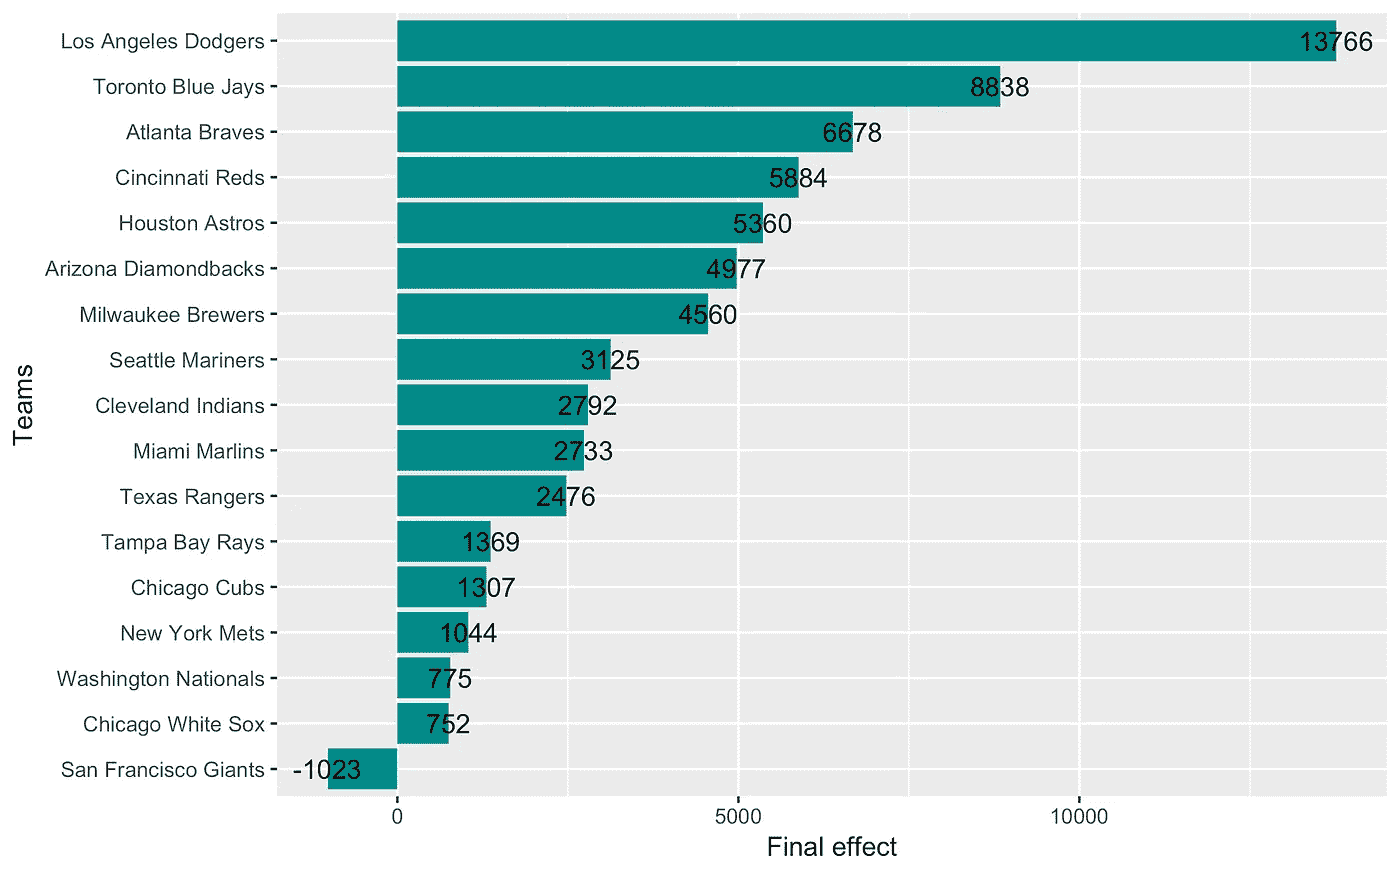 Los Angeles Dodgers 13766
Toronto Blue Jays 8838
Atlanta Braves 6678
Cincinnati Reds 5884
Houston Astros 5360
Arizona Diamondbacks 4977
Milwaukee Brewers 4560
Seattle Mariners 3125
Cleveland Indians 2792
Miami Marlins 2733
Texas Rangers 2476
Tampa Bay Rays 1369
Chicago Cubs 1307
New York Mets 1044
Washington Nationals 775
Chicago White Sox 752
San Francisco Giants -1023
Teams
0 5000 10000
Final effect